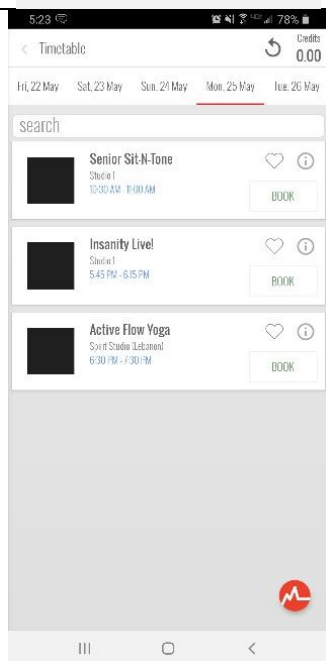 5:23 78%
Timetable Credits
0.00
Fri, 22 May Sat, 23 May Sun, 24 May Mon, 25 May Tue, 26 May
search
Senior Sit-N-Tone
Studio 1
10:30 AM - 11:00 AM
BOOK
Insanity Live!
Studio 1
5:45 PM - 6:15 PM
BOOK
Active Flow Yoga
Spirit Studio (Lebanon)
6:30 PM - 7:30 PM
BOOK